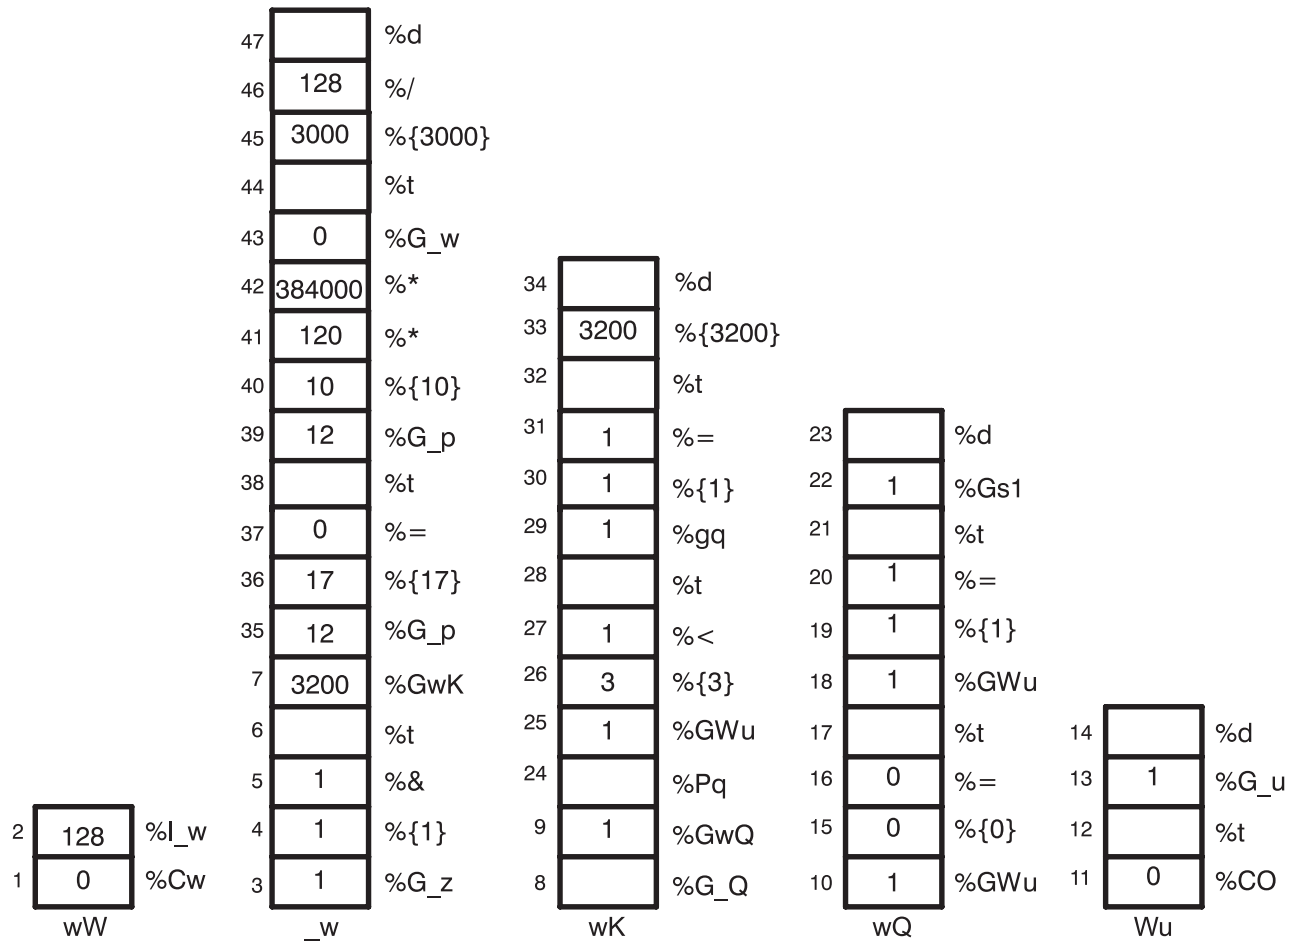 47 %d
46 128 %/
45 3000 %{3000}
44 %t
43 0 %G_w
42 384000 %*
41 120 %*
40 10 %{10}
39 12 %G_p
38 %t
37 0 %=
36 17 %{17}
35 12 %G_p
7 3200 %GwK
6 %t
5 1 %&
4 1 %{1}
3 1 %G_z
_w
2 128 %I_w
1 0 %Cw
wW
34 %d
33 3200 %{3200}
32 %t
31 1 %=
30 1 %{1}
29 1 %gq
28 %t
27 1 %<
26 3 %{3}
25 1 %GWu
24 %Pq
9 1 %GwQ
8 %G_Q
wK
23 %d
22 1 %Gs1
21 %t
20 1 %=
19 1 %{1}
18 1 %GWu
17 %t
16 0 %=
15 0 %{0}
10 1 %GWu
wQ
14 %d
13 1 %G_u
12 %t
11 0 %CO
Wu